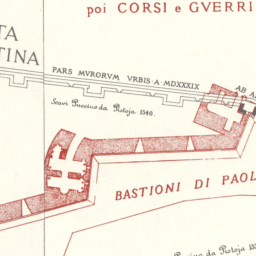 poi CORSI e GVERRI
TA
TINA
PARS MVRORVM VRBIS·A·MDXXXIX
AB A
Scavi Puccino da Pistoja 1540.
BASTIONI DI PAOL
da Pistoja 15